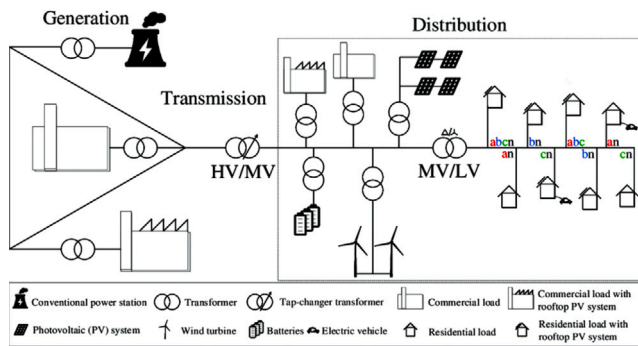 Generation
Distribution
Transmission
HV/MV
MV/LV
abcn
bn
abc
an
an
cn
bn
cn
Conventional power station
Transformer
Tap-changer transformer
Commercial load
Commercial load with
rooftop PV system
Photovoltaic (PV) system
Wind turbine
Batteries
Electric vehicle
Residential load
Residential load with
rooftop PV system